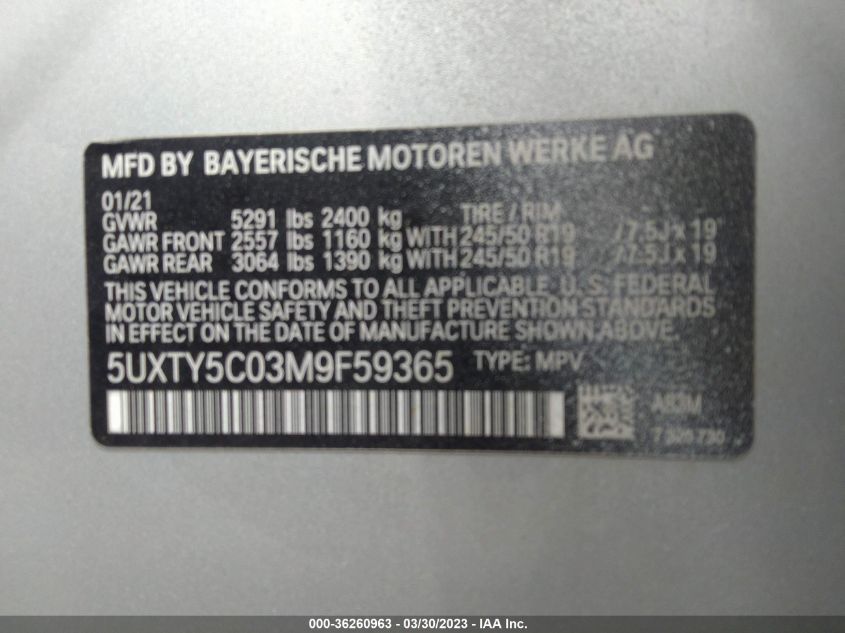 MFD BY BAYERISCHE MOTOREN WERKE AG
01/21
GVWR 5291 lbs 2400 kg TIRE / RIM
GAWR FRONT 2557 lbs 1160 kg WITH 245/50 R19 / 7.5J x 19
GAWR REAR 3064 lbs 1390 kg WITH 245/50 R19 / 7.5J x 19
THIS VEHICLE CONFORMS TO ALL APPLICABLE, U. S. FEDERAL
MOTOR VEHICLE SAFETY AND THEFT PREVENTION STANDARDS
IN EFFECT ON THE DATE OF MANUFACTURE SHOWN ABOVE.
5UXTY5C03M9F59365 TYPE: MPV
000-36260963 - 03/30/2023 - IAA Inc.